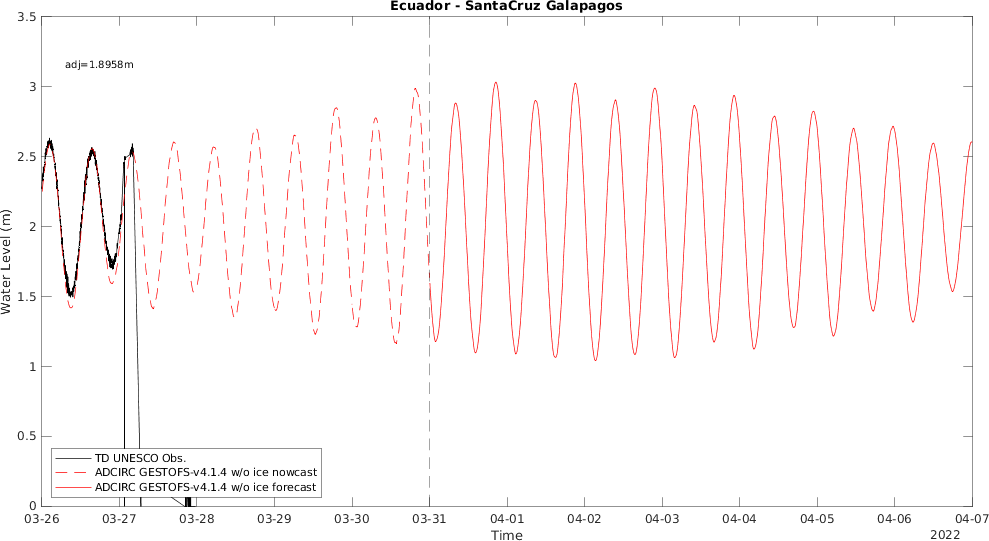 Ecuador - SantaCruz Galapagos
3.5
adj=1.8958m
3
2.5
2
Water Level (m)
1.5
1
0.5
TD UNESCO Obs.
ADCIRC GESTOFS-v4.1.4 w/o ice nowcast
ADCIRC GESTOFS-v4.1.4 w/o ice forecast
0
03-26 03-27 03-28 03-29 03-30 03-31 04-01 04-02 04-03 04-04 04-05 04-06 04-07
Time
2022